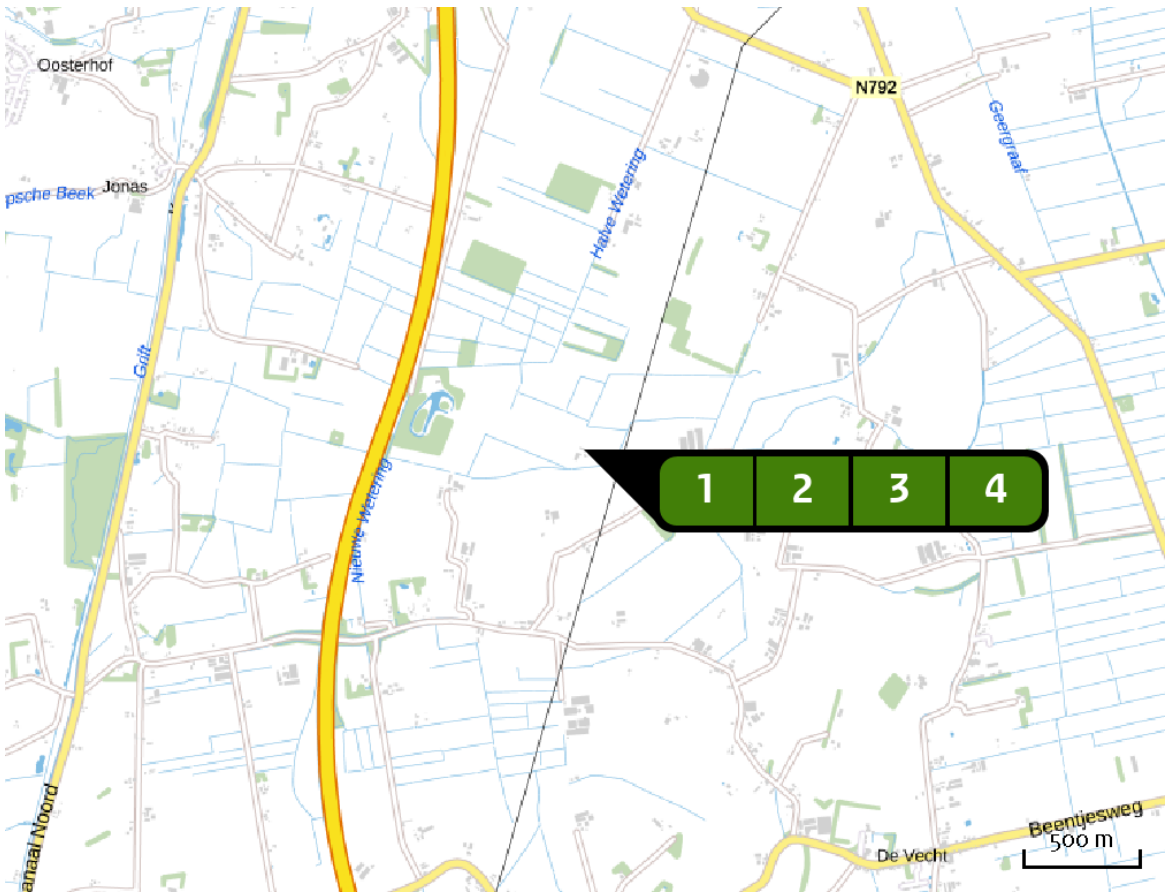 Oosterhof
N792
Geergraaf
psche Beek
Jonas
Halve Wetering
Grift
1 2 3 4
Nieuwe Wetering
anaal Noord
Beentjesweg
500 m
De Vecht